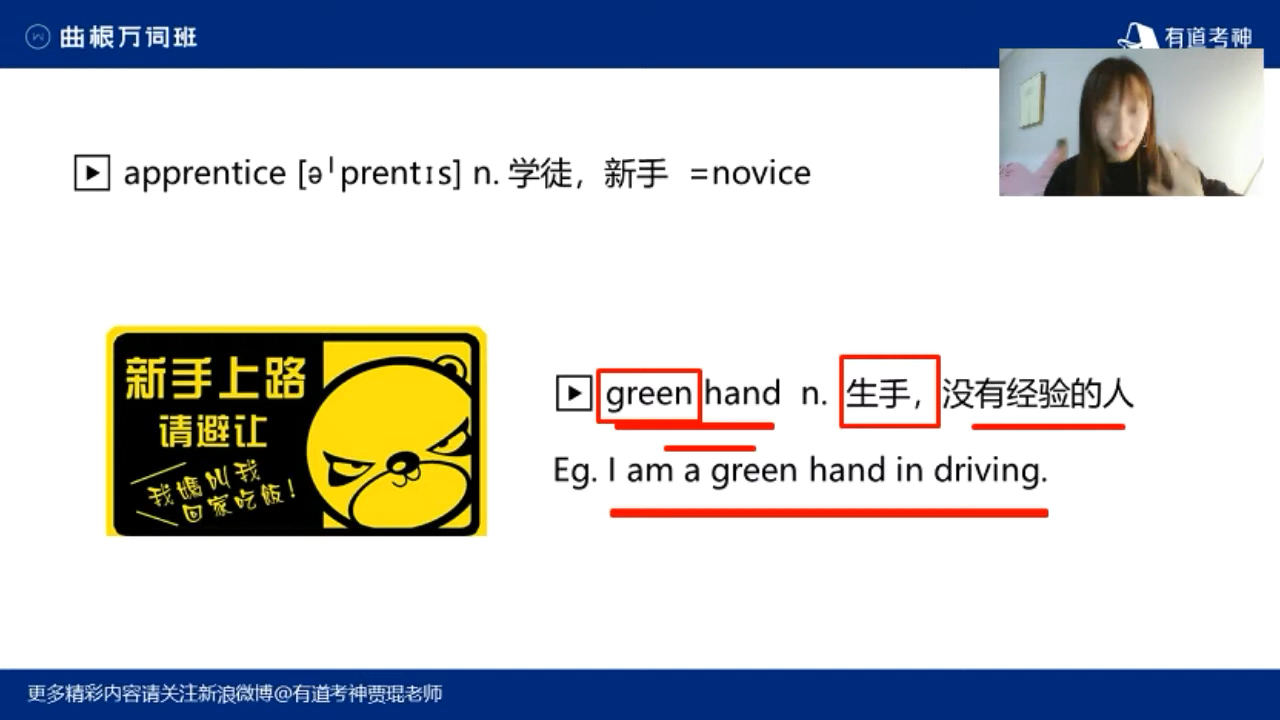 曲根万词班
有道考神
apprentice [əˈprentɪs] n. 学徒，新手 =novice
新手上路
请避让
我媽叫我
回家吃飯！
green hand n. 生手，没有经验的人
Eg. I am a green hand in driving.
更多精彩内容请关注新浪微博@有道考神贾琨老师